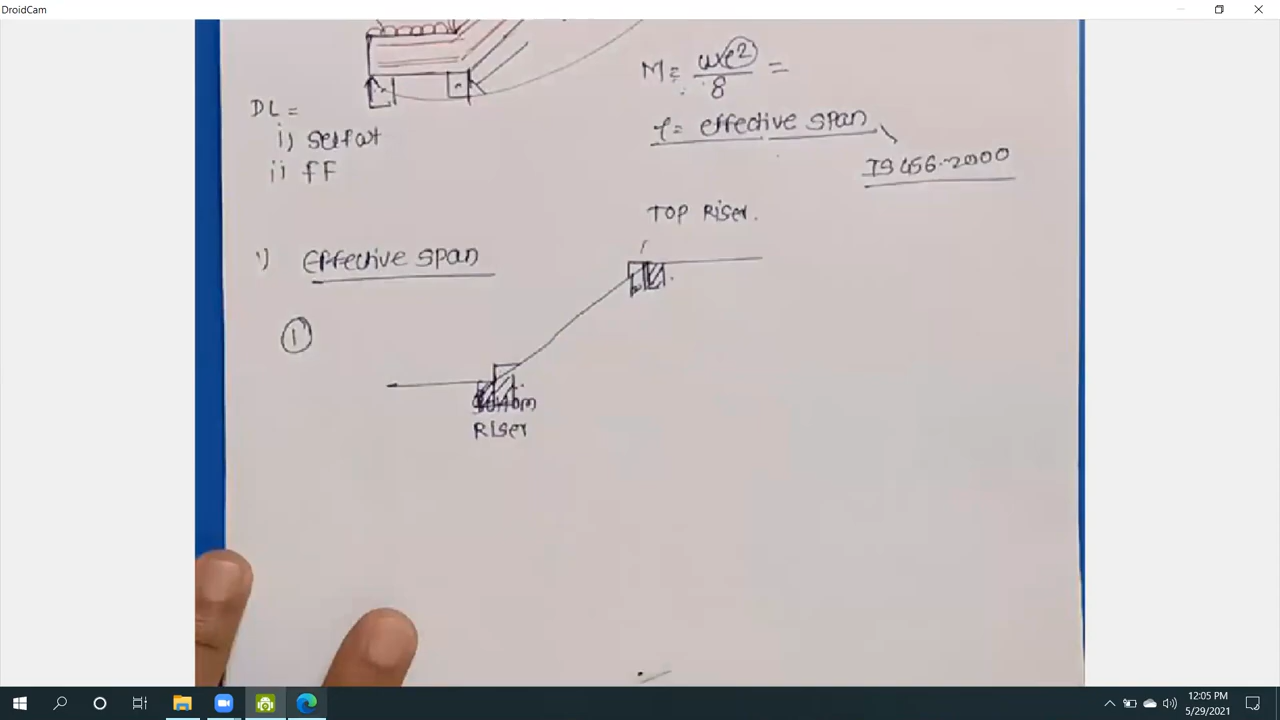 DroidCam
M = wxl2
8 =
DL =
i) selfwt
ii) FF
l = effective span
IS 456-2000
TOP Riser.
1) Effective span
1
Bottom
Riser
12:05 PM
5/29/2021